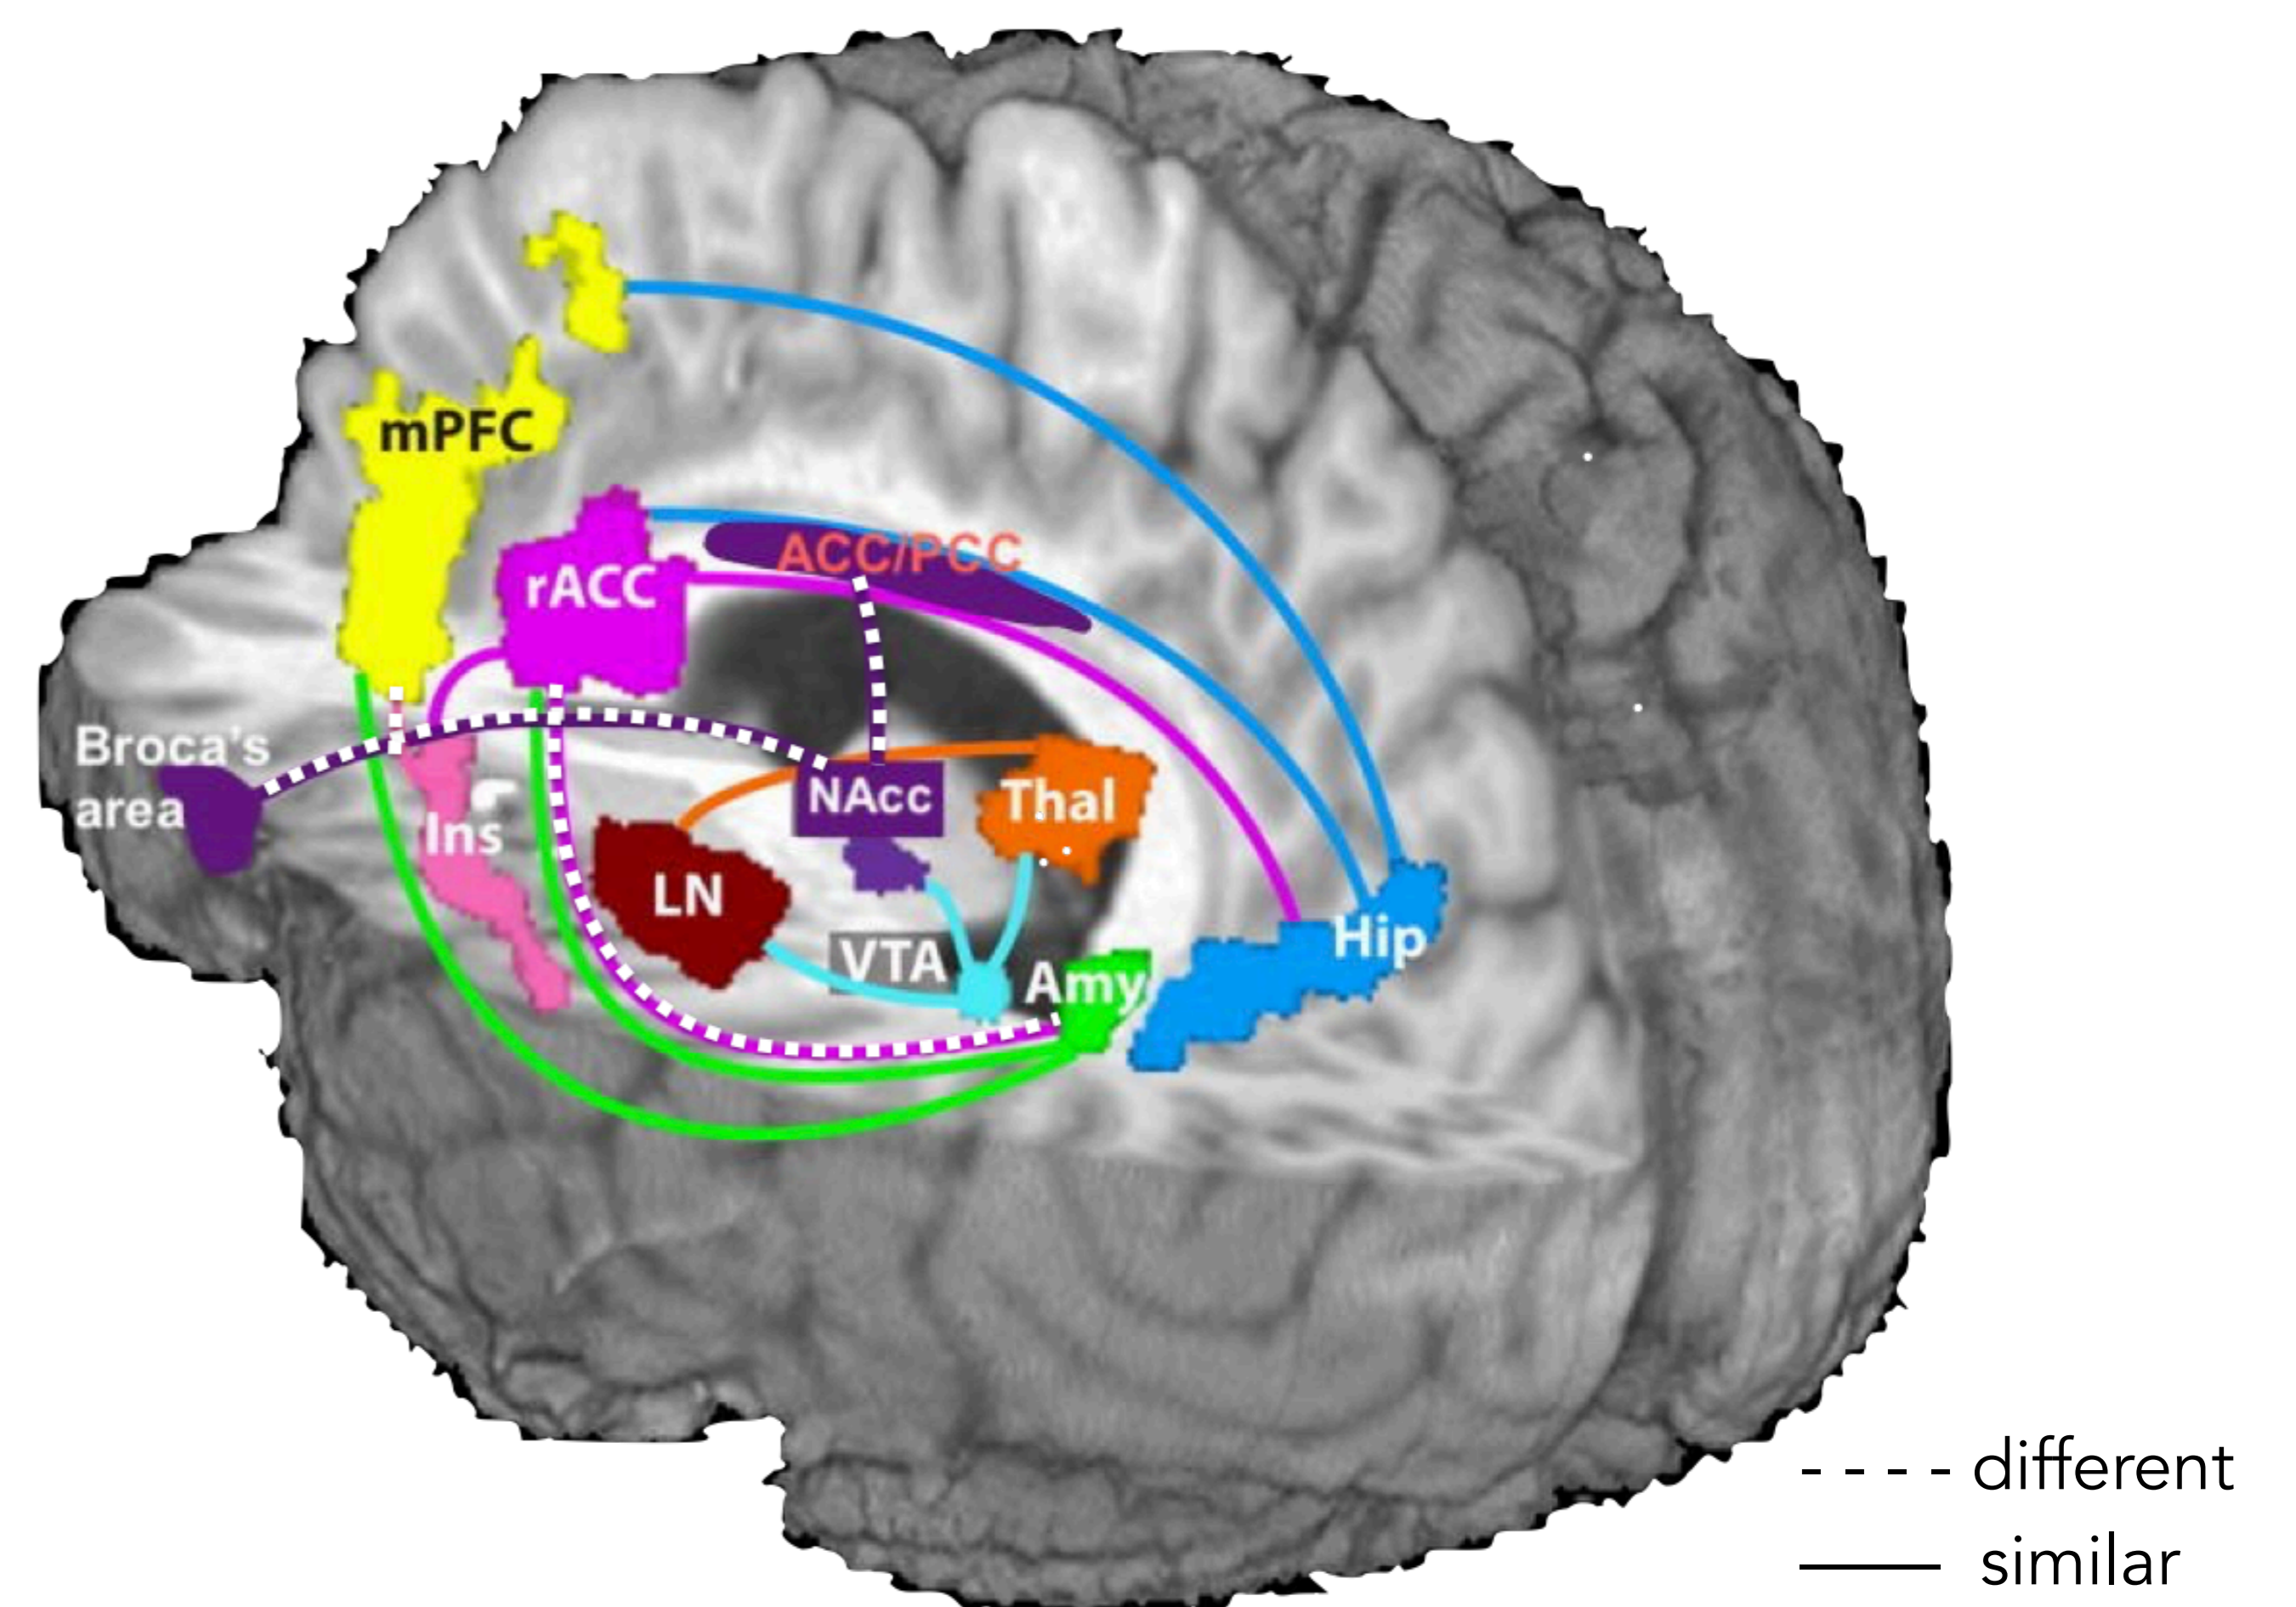 mPFC
ACC/PCC
rACC
Broca's
area
NAcc
Thal
Ins
LN
VTA
Amy
Hip
different
similar